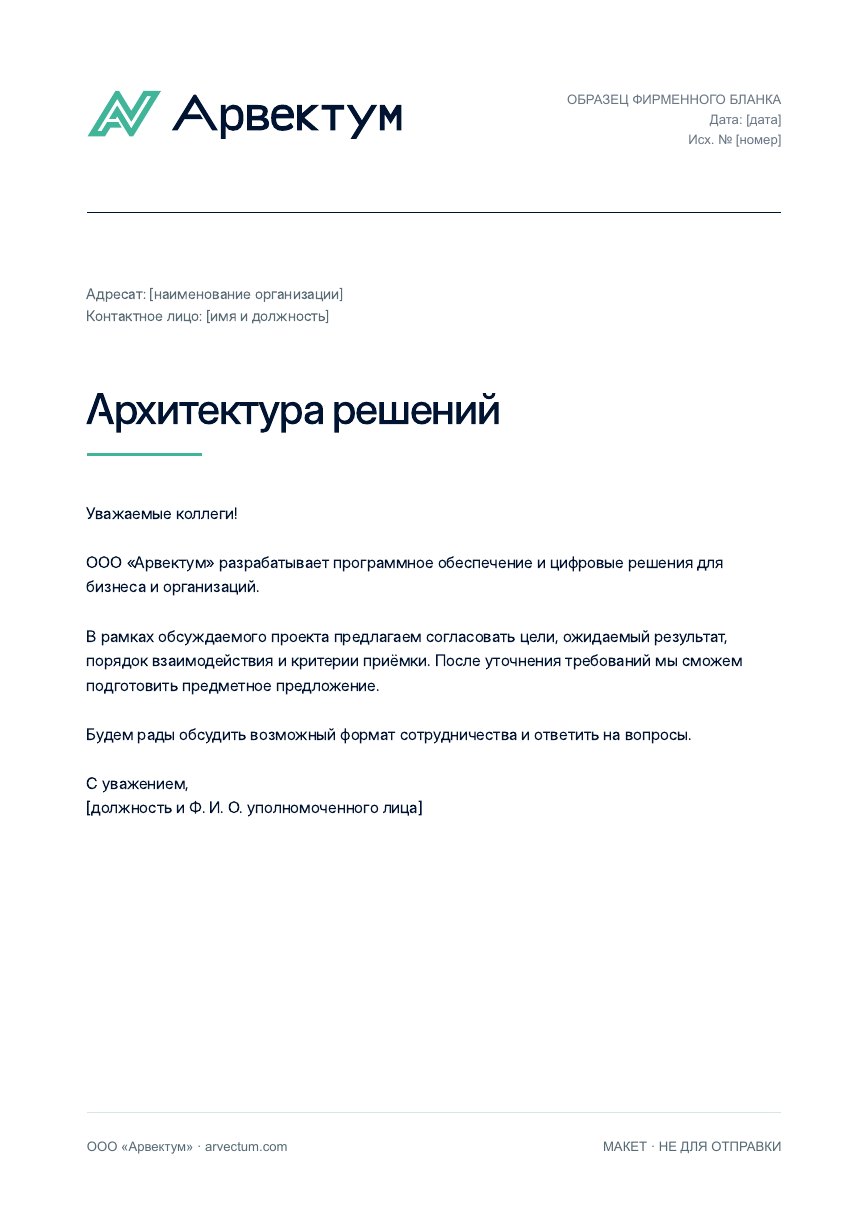 Арвектум
ОБРАЗЕЦ ФИРМЕННОГО БЛАНКА
Дата: [дата]
Исх. № [номер]
Адресат: [наименование организации]
Контактное лицо: [имя и должность]
Архитектура решений
Уважаемые коллеги!
ООО «Арвектум» разрабатывает программное обеспечение и цифровые решения для
бизнеса и организаций.
В рамках обсуждаемого проекта предлагаем согласовать цели, ожидаемый результат,
порядок взаимодействия и критерии приёмки. После уточнения требований мы сможем
подготовить предметное предложение.
Будем рады обсудить возможный формат сотрудничества и ответить на вопросы.
С уважением,
[должность и Ф. И. О. уполномоченного лица]
ООО «Арвектум» · arvectum.com
МАКЕТ · НЕ ДЛЯ ОТПРАВКИ